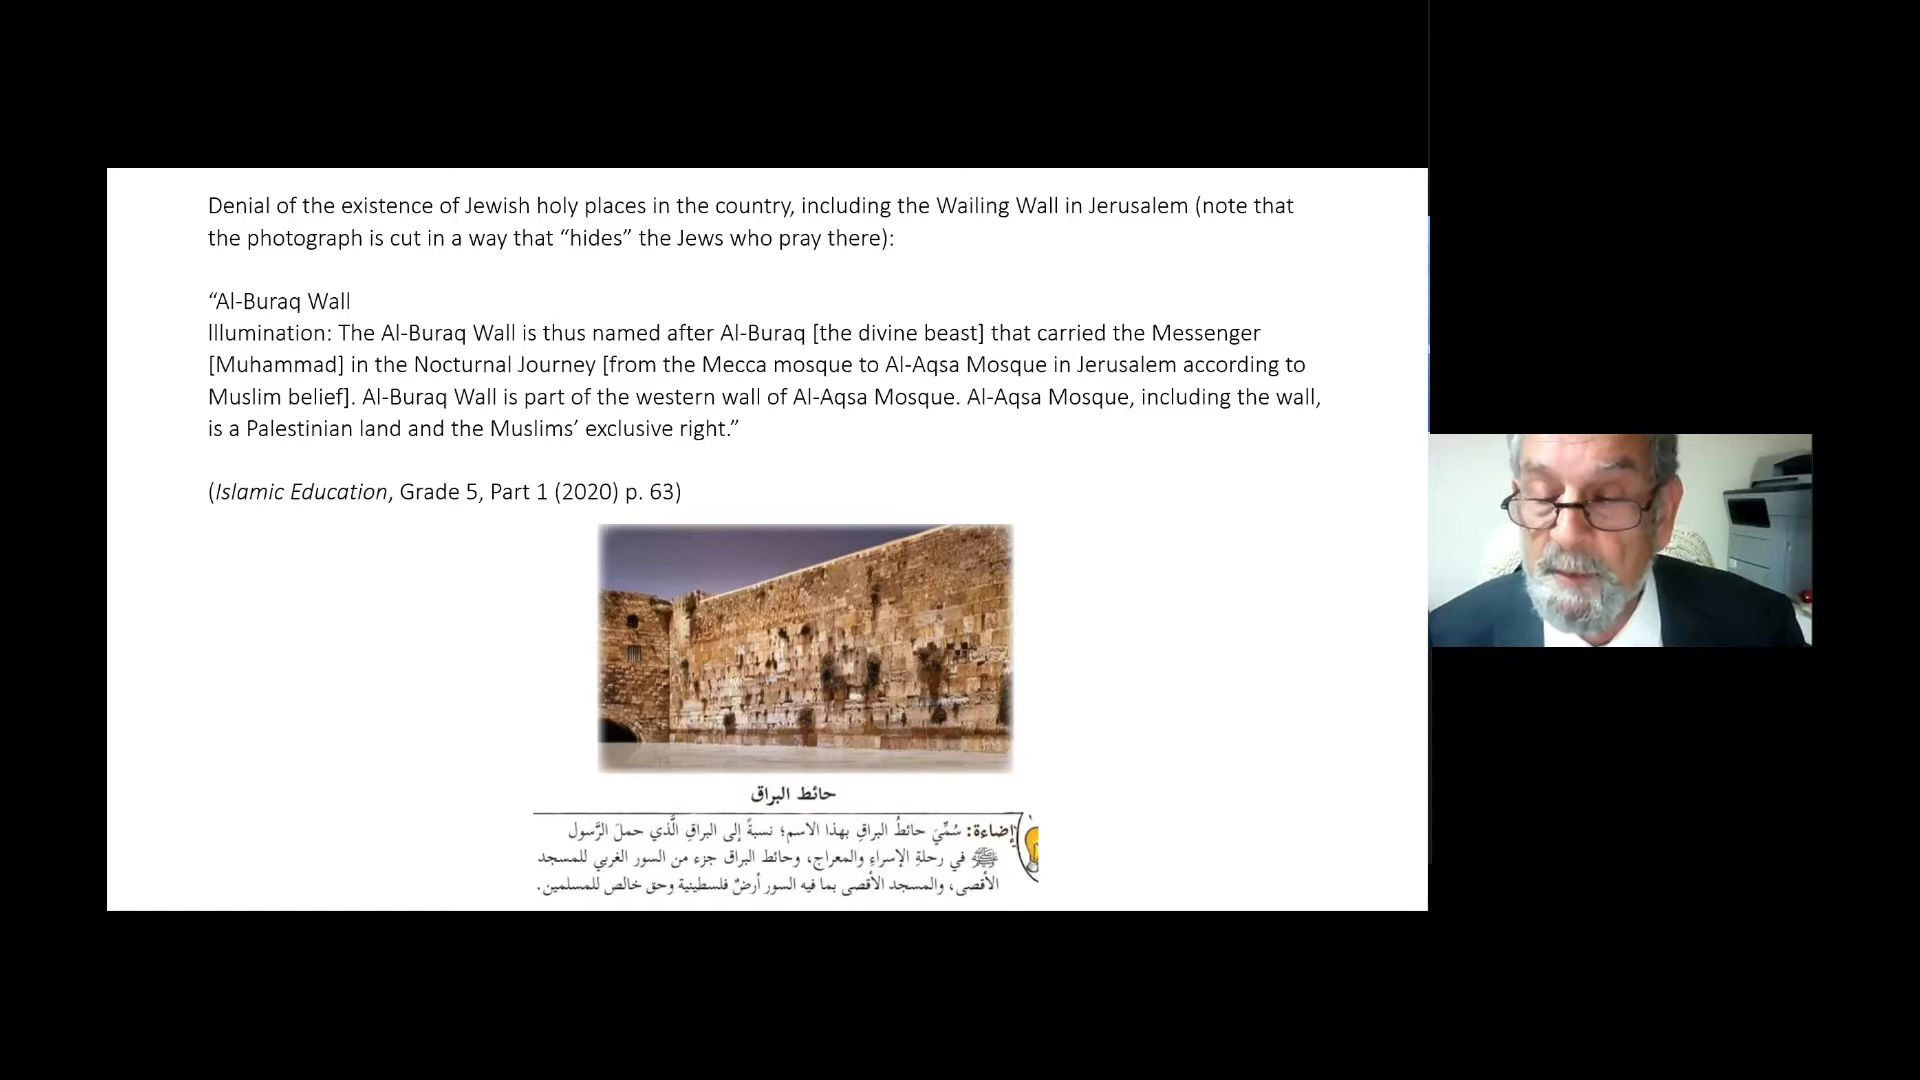 Denial of the existence of Jewish holy places in the country, including the Wailing Wall in Jerusalem (note that
the photograph is cut in a way that “hides” the Jews who pray there):
“Al-Buraq Wall
Illumination: The Al-Buraq Wall is thus named after Al-Buraq [the divine beast] that carried the Messenger
[Muhammad] in the Nocturnal Journey [from the Mecca mosque to Al-Aqsa Mosque in Jerusalem according to
Muslim belief]. Al-Buraq Wall is part of the western wall of Al-Aqsa Mosque. Al-Aqsa Mosque, including the wall,
is a Palestinian land and the Muslims’ exclusive right.”
(Islamic Education, Grade 5, Part 1 (2020) p. 63)
حائط البراق
إضاءة: سُمِّيَ حائطُ البراقِ بهذا الاسم؛ نسبةً إلى البراقِ الَّذي حملَ الرَّسول
ﷺ في رحلةِ الإسراءِ والمعراجِ، وحائط البراق جزء من السور الغربي للمسجد
الأقصى، والمسجد الأقصى بما فيه السور أرضٌ فلسطينية وحق خالص للمسلمين.